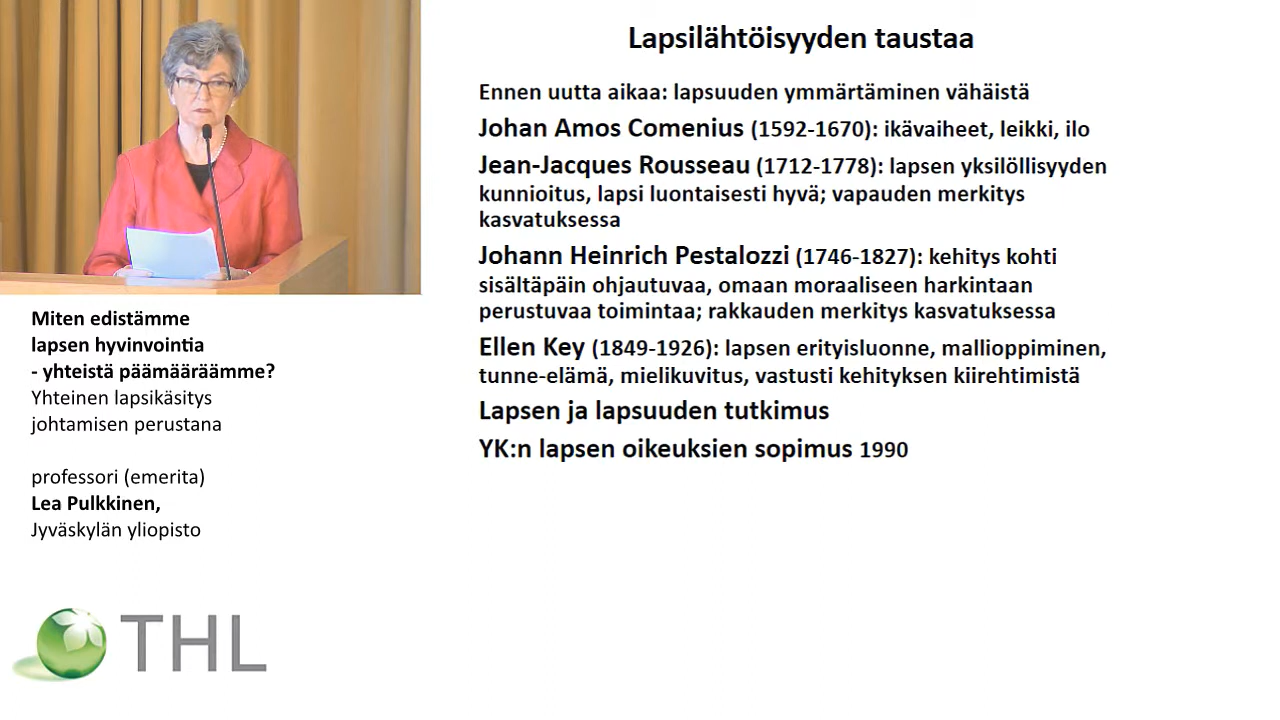 Lapsilähtöisyyden taustaa
Ennen uutta aikaa: lapsuuden ymmärtäminen vähäistä
Johan Amos Comenius (1592-1670): ikävaiheet, leikki, ilo
Jean-Jacques Rousseau (1712-1778): lapsen yksilöllisyyden
kunnioitus, lapsi luontaisesti hyvä; vapauden merkitys
kasvatuksessa
Johann Heinrich Pestalozzi (1746-1827): kehitys kohti
sisältäpäin ohjautuvaa, omaan moraaliseen harkintaan
perustuvaa toimintaa; rakkauden merkitys kasvatuksessa
Ellen Key (1849-1926): lapsen erityisluonne, mallioppiminen,
tunne-elämä, mielikuvitus, vastusti kehityksen kiirehtimistä
Lapsen ja lapsuuden tutkimus
YK:n lapsen oikeuksien sopimus 1990
Miten edistämme
lapsen hyvinvointia
- yhteistä päämääräämme?
Yhteinen lapsikäsitys
johtamisen perustana
professori (emerita)
Lea Pulkkinen,
Jyväskylän yliopisto
THL